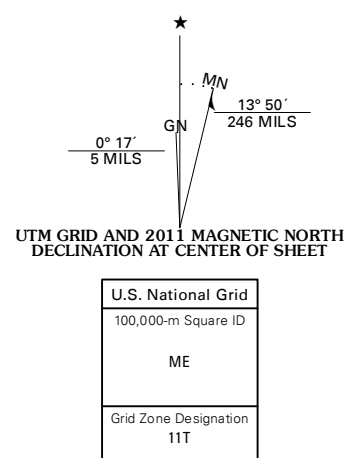 MN
13° 50´
246 MILS
GN
0° 17´
5 MILS
UTM GRID AND 2011 MAGNETIC NORTH
DECLINATION AT CENTER OF SHEET
U.S. National Grid
100,000-m Square ID
ME
Grid Zone Designation
11T